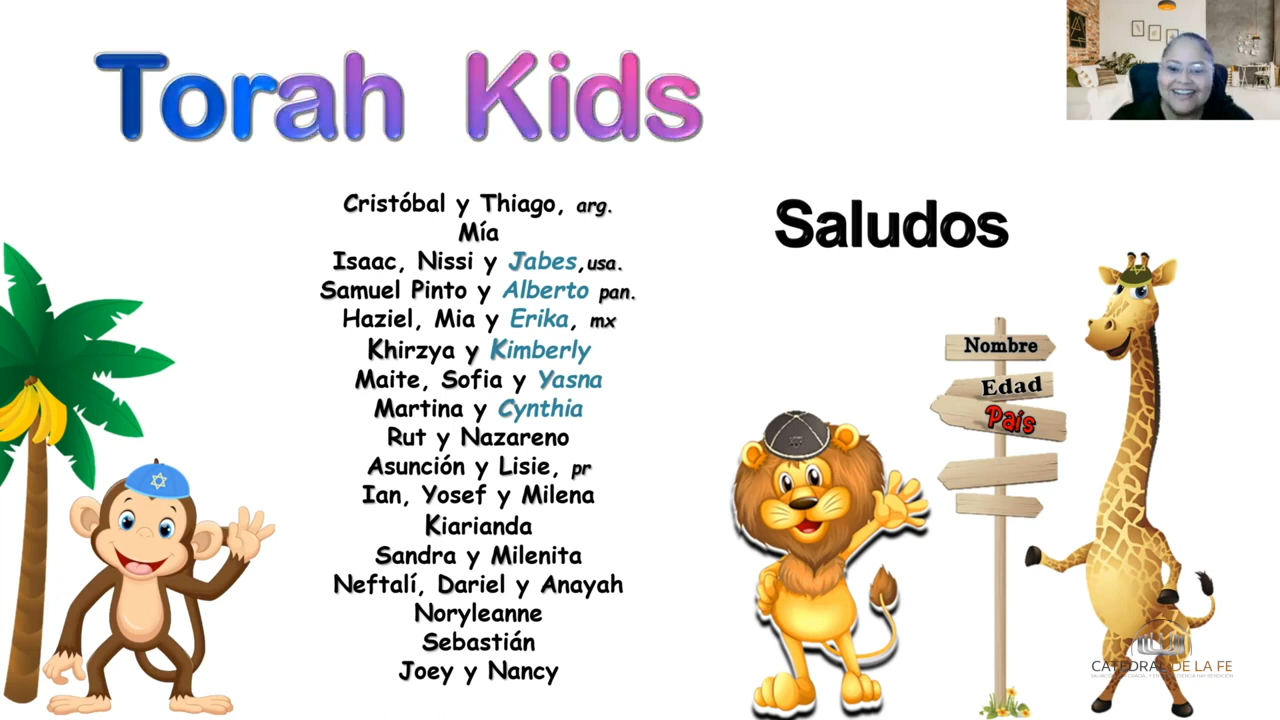 Torah Kids
Cristóbal y Thiago, arg.
Mía
Isaac, Nissi y Jabes,usa.
Samuel Pinto y Alberto pan.
Haziel, Mia y Erika, mx
Khirzya y Kimberly
Maite, Sofia y Yasna
Martina y Cynthia
Rut y Nazareno
Asunción y Lisie, pr
Ian, Yosef y Milena
Kiarianda
Sandra y Milenita
Neftalí, Dariel y Anayah
Noryleanne
Sebastián
Joey y Nancy
Saludos
Nombre
Edad
País
CATEDRAL DE LA FE